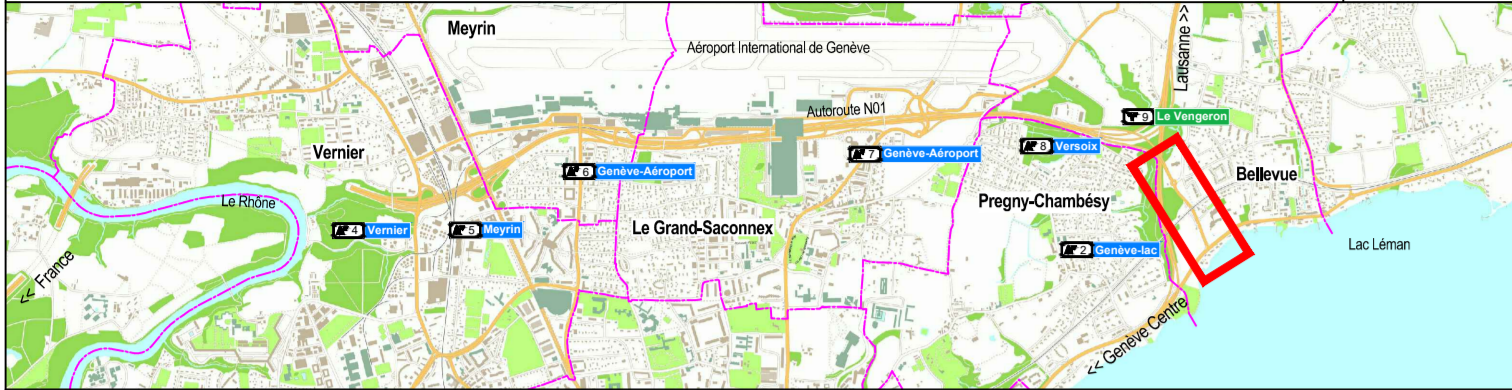 Meyrin
Aéroport International de Genève
Lausanne >>
Autoroute N01
9 Le Vengeron
Vernier
7 Genève-Aéroport
8 Versoix
6 Genève-Aéroport
Bellevue
Le Rhône
Pregny-Chambésy
4 Vernier
5 Meyrin
Le Grand-Saconnex
2 Genève-lac
Lac Léman
<< France
<< Genève Centre